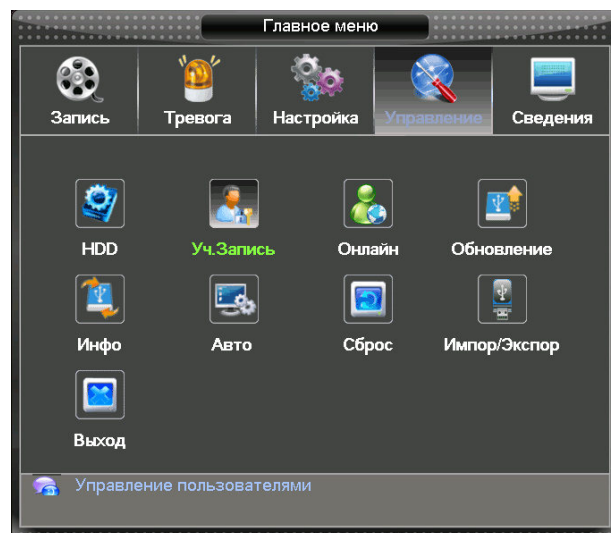 Главное меню
Запись Тревога Настройка Управление Сведения
HDD Уч.Запись Онлайн Обновление
Инфо Авто Сброс Импор/Экспор
Выход
Управление пользователями